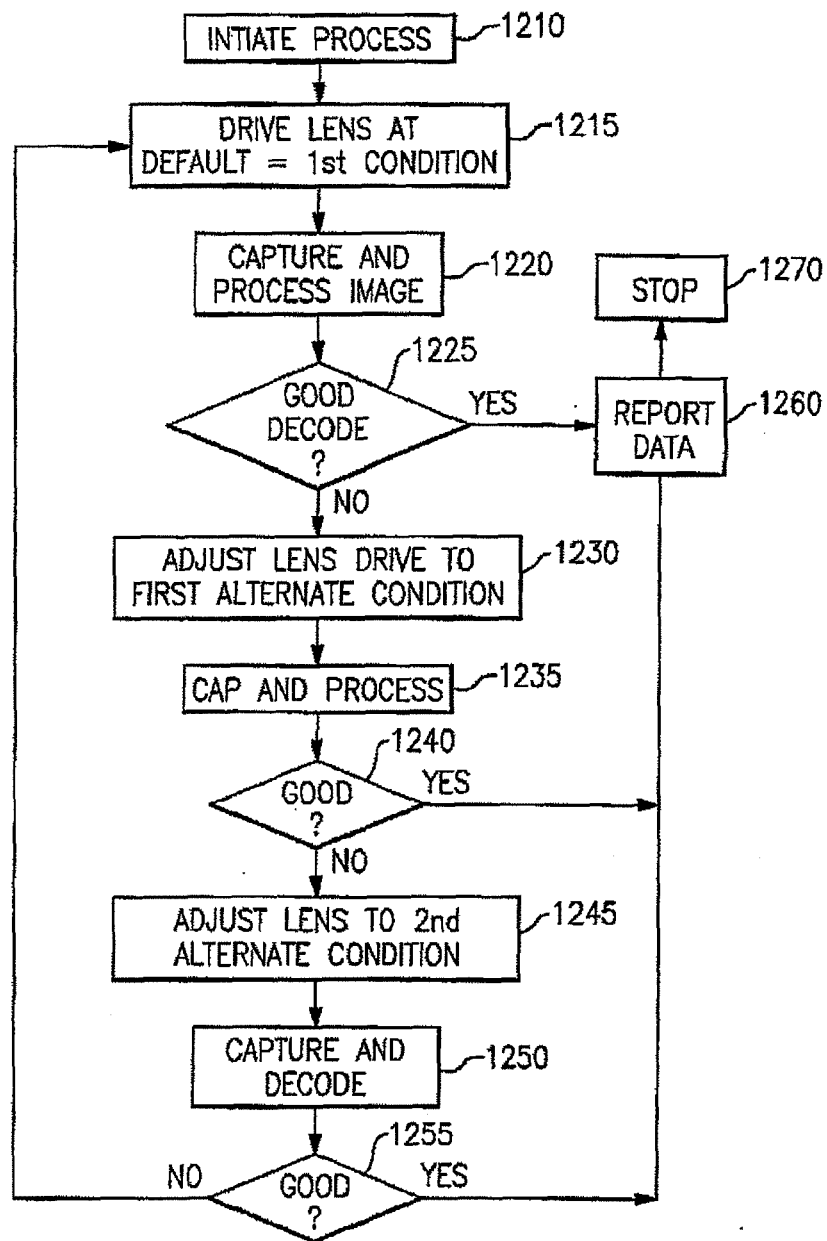 INTIATE PROCESS
1210
DRIVE LENS AT
DEFAULT = 1st CONDITION
1215
CAPTURE AND
PROCESS IMAGE
1220
STOP
1270
GOOD
DECODE
?
1225
YES
REPORT
DATA
1260
NO
ADJUST LENS DRIVE TO
FIRST ALTERNATE CONDITION
1230
CAP AND PROCESS
1235
GOOD
?
1240
YES
NO
ADJUST LENS TO 2nd
ALTERNATE CONDITION
1245
CAPTURE AND
DECODE
1250
NO
GOOD
?
1255
YES